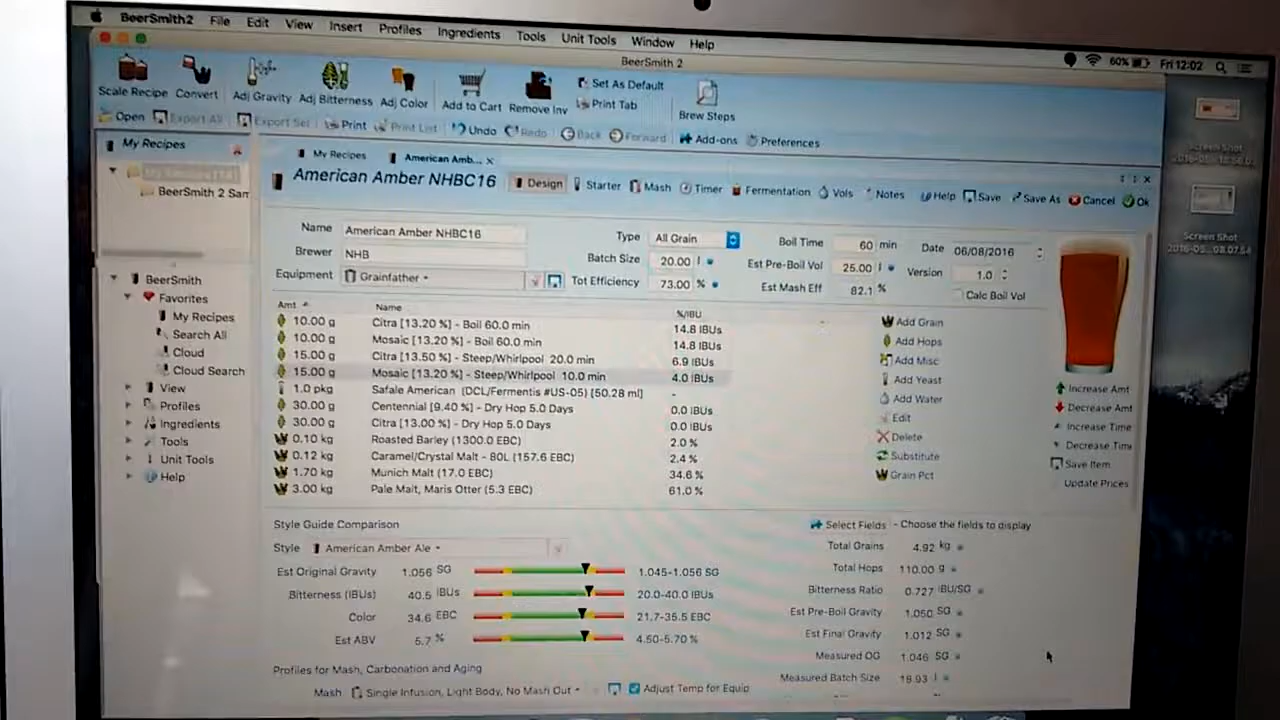 BeerSmith2 File Edit View Insert Profiles Ingredients Tools Unit Tools Window Help
60% Fri 12:02
BeerSmith 2
Scale Recipe Convert Adj Gravity Adj Bitterness Adj Color Add to Cart Remove Inv Set As Default Print Tab Brew Steps
Open Export All Export Sel Print Print List Undo Redo Back Forward Add-ons Preferences
My Recipes
BeerSmith 2 Sam
BeerSmith
Favorites
My Recipes
Search All
Cloud
Cloud Search
View
Profiles
Ingredients
Tools
Unit Tools
Help
My Recipes American Amb...
American Amber NHBC16 Design Starter Mash Timer Fermentation Vols Notes Help Save Save As Cancel Ok
Name American Amber NHBC16 Type All Grain Boil Time 60 min Date 06/08/2016
Brewer NHB Batch Size 20.00 l Est Pre-Boil Vol 25.00 l Version 1.0
Equipment Grainfather Tot Efficiency 73.00 % Est Mash Eff 82.1 % Calc Boil Vol
Amt Name %/IBU
10.00 g Citra [13.20 %] - Boil 60.0 min 14.8 IBUs
10.00 g Mosaic [13.20 %] - Boil 60.0 min 14.8 IBUs
15.00 g Citra [13.50 %] - Steep/Whirlpool 20.0 min 6.9 IBUs
15.00 g Mosaic [13.20 %] - Steep/Whirlpool 10.0 min 4.0 IBUs
1.0 pkg Safale American (DCL/Fermentis #US-05) [50.28 ml] -
30.00 g Centennial [9.40 %] - Dry Hop 5.0 Days 0.0 IBUs
30.00 g Citra [13.00 %] - Dry Hop 5.0 Days 0.0 IBUs
0.10 kg Roasted Barley (1300.0 EBC) 2.0 %
0.12 kg Caramel/Crystal Malt - 80L (157.6 EBC) 2.4 %
1.70 kg Munich Malt (17.0 EBC) 34.6 %
3.00 kg Pale Malt, Maris Otter (5.3 EBC) 61.0 %
Add Grain
Add Hops
Add Misc
Add Yeast
Add Water
Edit
Delete
Substitute
Grain Pct
Increase Amt
Decrease Amt
Increase Time
Decrease Time
Save Item
Update Prices
Style Guide Comparison
Style American Amber Ale
Est Original Gravity 1.056 SG 1.045-1.056 SG
Bitterness (IBUs) 40.5 IBUs 20.0-40.0 IBUs
Color 34.6 EBC 21.7-35.5 EBC
Est ABV 5.7 % 4.50-5.70 %
Profiles for Mash, Carbonation and Aging
Mash Single Infusion, Light Body, No Mash Out Adjust Temp for Equip
Select Fields - Choose the fields to display
Total Grains 4.92 kg
Total Hops 110.00 g
Bitterness Ratio 0.727 IBU/SG
Est Pre-Boil Gravity 1.050 SG
Est Final Gravity 1.012 SG
Measured OG 1.046 SG
Measured Batch Size 18.93 l
Screen Shot
Screen Shot